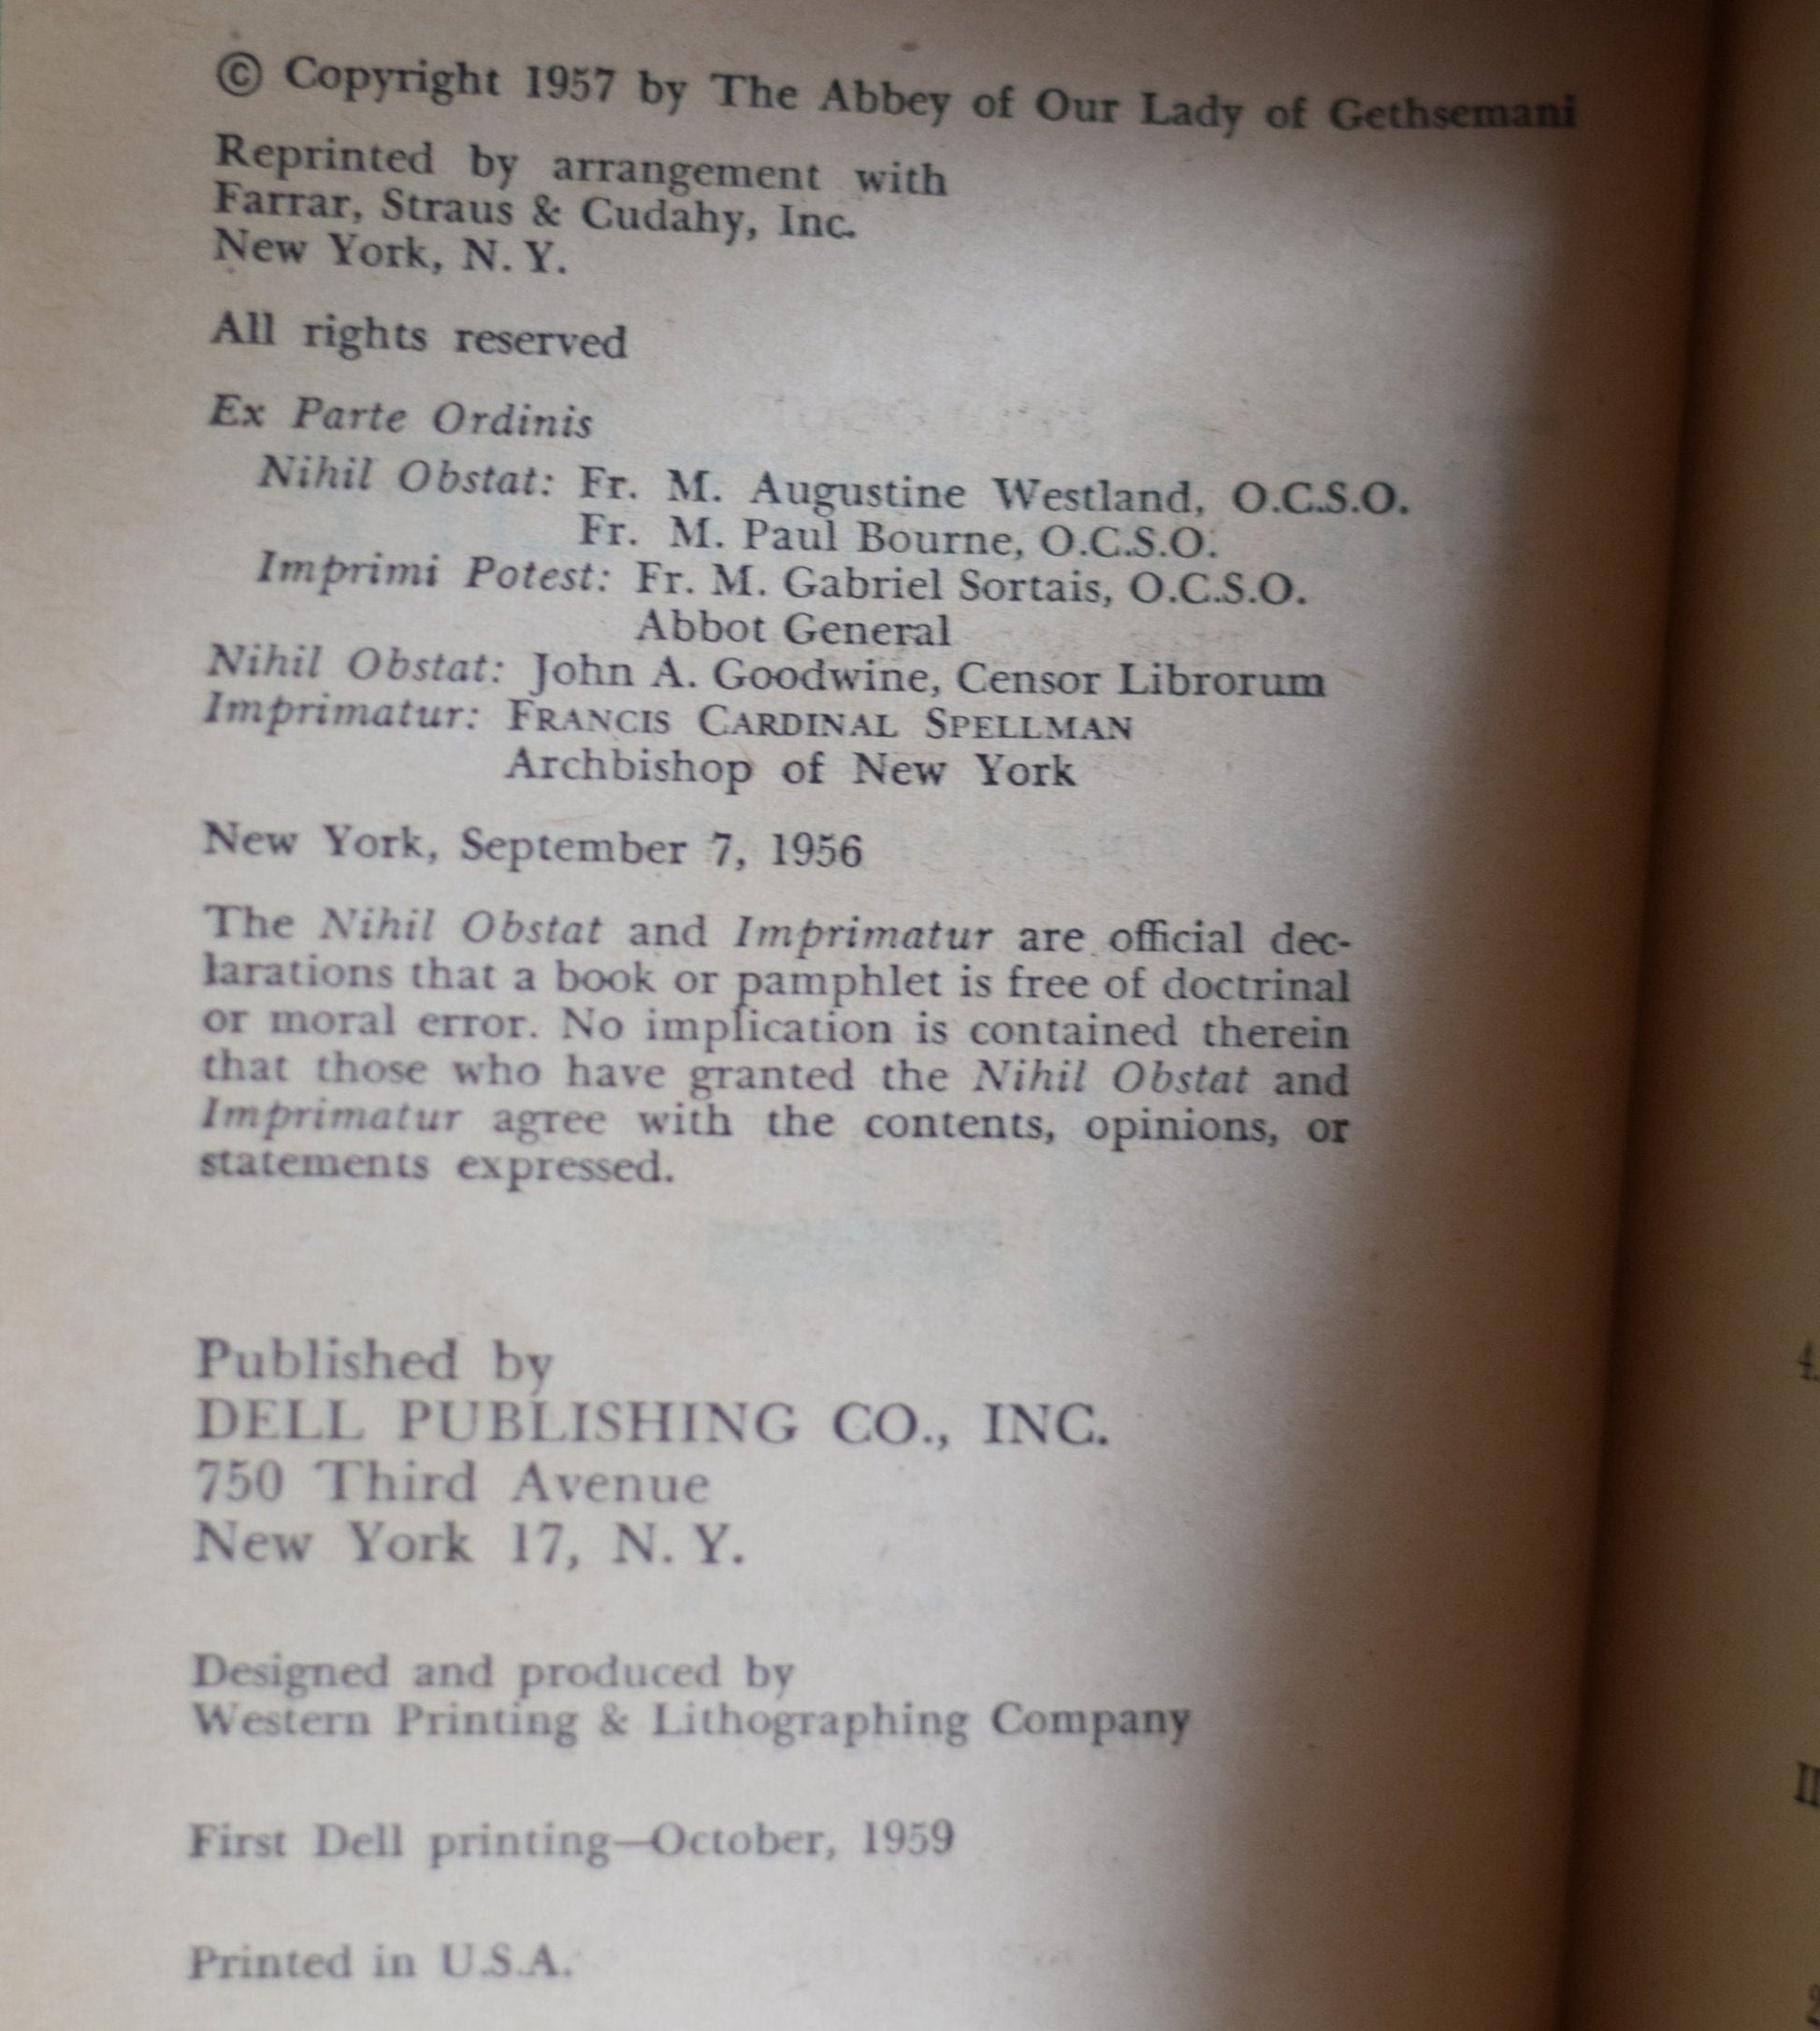 © Copyright 1957 by The Abbey of Our Lady of Gethsemani
Reprinted by arrangement with
Farrar, Straus & Cudahy, Inc.
New York, N. Y.
All rights reserved
Ex Parte Ordinis
Nihil Obstat: Fr. M. Augustine Westland, O.C.S.O.
Fr. M. Paul Bourne, O.C.S.O.
Imprimi Potest: Fr. M. Gabriel Sortais, O.C.S.O.
Abbot General
Nihil Obstat: John A. Goodwine, Censor Librorum
Imprimatur: FRANCIS CARDINAL SPELLMAN
Archbishop of New York
New York, September 7, 1956
The Nihil Obstat and Imprimatur are official dec-
larations that a book or pamphlet is free of doctrinal
or moral error. No implication is contained therein
that those who have granted the Nihil Obstat and
Imprimatur agree with the contents, opinions, or
statements expressed.
Published by
DELL PUBLISHING CO., INC.
750 Third Avenue
New York 17, N. Y.
Designed and produced by
Western Printing & Lithographing Company
First Dell printing—October, 1959
Printed in U.S.A.
4.